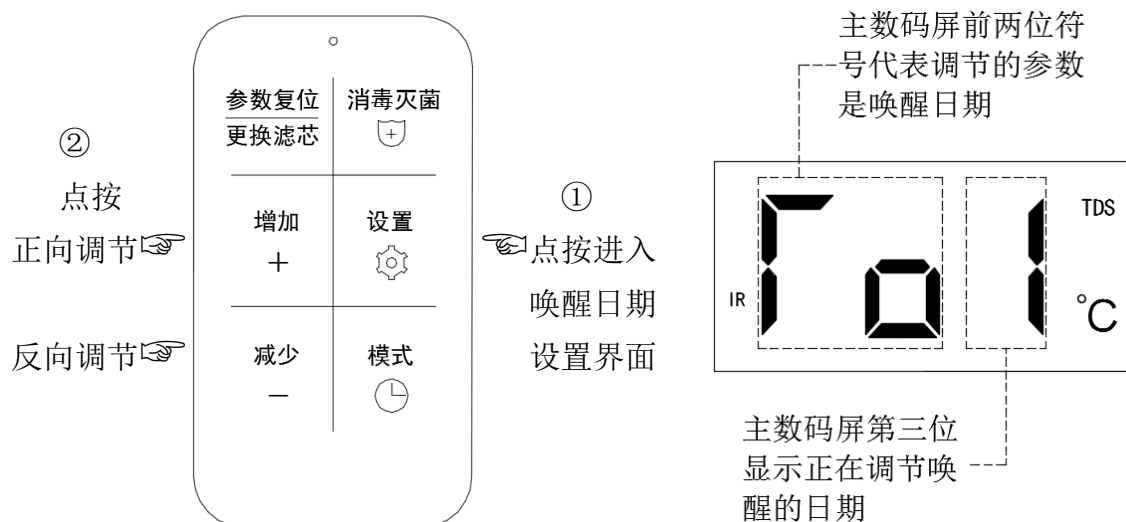 主数码屏前两位符
号代表调节的参数
是唤醒日期
参数复位
更换滤芯
消毒灭菌
②
点按
正向调节
反向调节
增加
+
设置
减少
−
模式
①
点按进入
唤醒日期
设置界面
IR
Γo1
TDS
℃
主数码屏第三位
显示正在调节唤
醒的日期